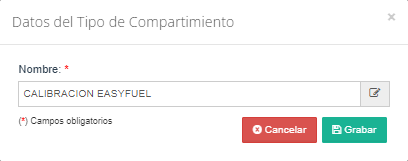 Datos del Tipo de Compartimiento
×
Nombre: *
CALIBRACION EASYFUEL
(*) Campos obligatorios
Cancelar
Grabar